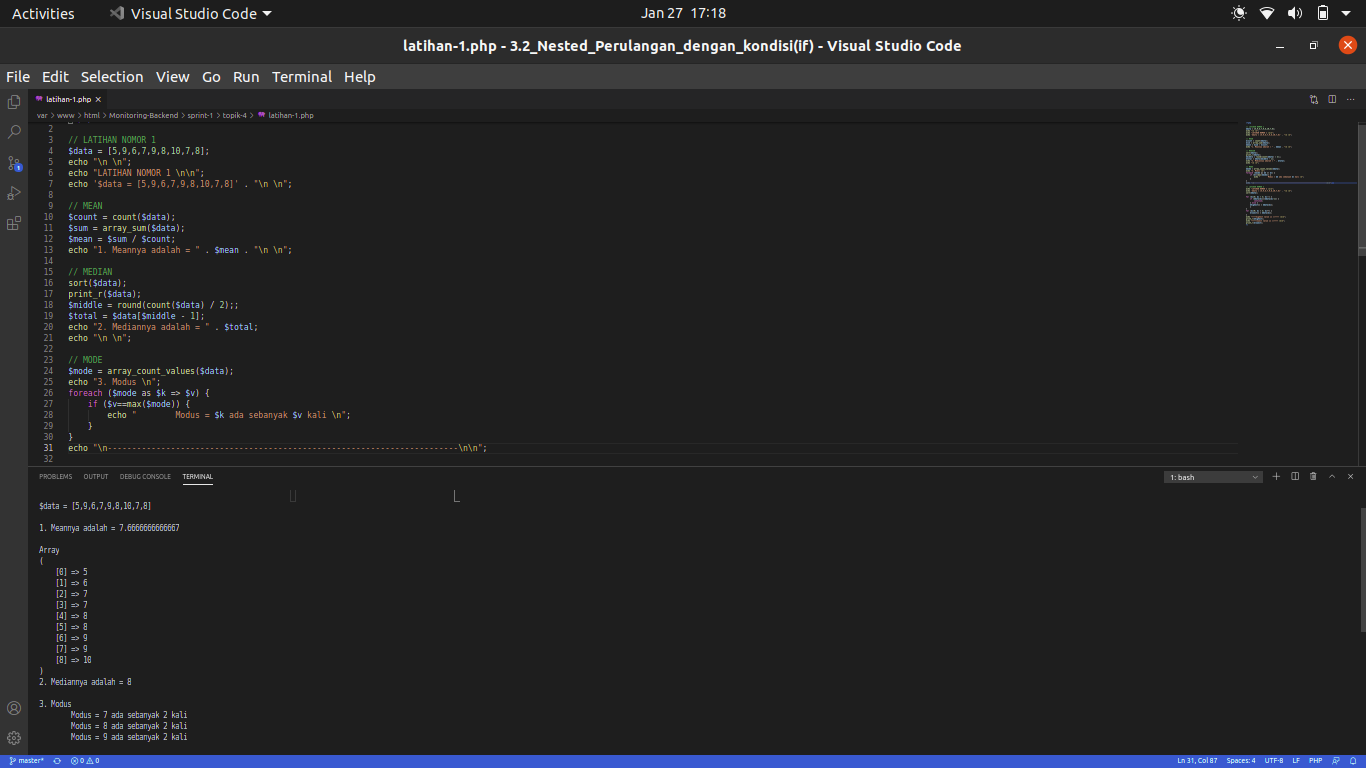 Activities Visual Studio Code Jan 27 17:18
latihan-1.php - 3.2_Nested_Perulangan_dengan_kondisi(if) - Visual Studio Code
File Edit Selection View Go Run Terminal Help
latihan-1.php
var > www > html > Monitoring-Backend > sprint-1 > topik-4 > latihan-1.php
2
3 // LATIHAN NOMOR 1
4 $data = [5,9,6,7,9,8,10,7,8];
5 echo "\n \n";
6 echo "LATIHAN NOMOR 1 \n\n";
7 echo '$data = [5,9,6,7,9,8,10,7,8]' . "\n \n";
8
9 // MEAN
10 $count = count($data);
11 $sum = array_sum($data);
12 $mean = $sum / $count;
13 echo "1. Meannya adalah = " . $mean . "\n \n";
14
15 // MEDIAN
16 sort($data);
17 print_r($data);
18 $middle = round(count($data) / 2);;
19 $total = $data[$middle - 1];
20 echo "2. Mediannya adalah = " . $total;
21 echo "\n \n";
22
23 // MODE
24 $mode = array_count_values($data);
25 echo "3. Modus \n";
26 foreach ($mode as $k => $v) {
27 if ($v==max($mode)) {
28 echo " Modus = $k ada sebanyak $v kali \n";
29 }
30 }
31 echo "\n------------------------------------------------------------------------\n\n";
32
PROBLEMS OUTPUT DEBUG CONSOLE TERMINAL 1: bash
$data = [5,9,6,7,9,8,10,7,8]
1. Meannya adalah = 7.6666666666667
Array
(
[0] => 5
[1] => 6
[2] => 7
[3] => 7
[4] => 8
[5] => 8
[6] => 9
[7] => 9
[8] => 10
)
2. Mediannya adalah = 8
3. Modus
Modus = 7 ada sebanyak 2 kali
Modus = 8 ada sebanyak 2 kali
Modus = 9 ada sebanyak 2 kali
master* 0 0 Ln 31, Col 87 Spaces: 4 UTF-8 LF PHP